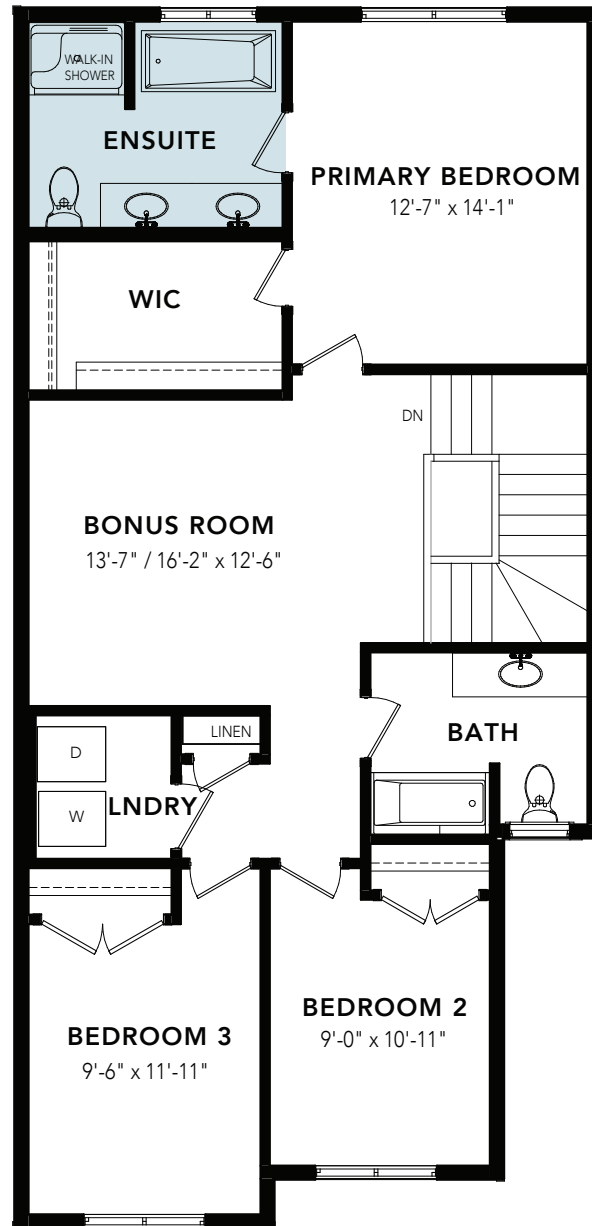 WALK-IN
SHOWER
ENSUITE
PRIMARY BEDROOM
12'-7" x 14'-1"
WIC
DN
BONUS ROOM
13'-7" / 16'-2" x 12'-6"
LINEN
BATH
D
LNDRY
W
BEDROOM 2
9'-0" x 10'-11"
BEDROOM 3
9'-6" x 11'-11"